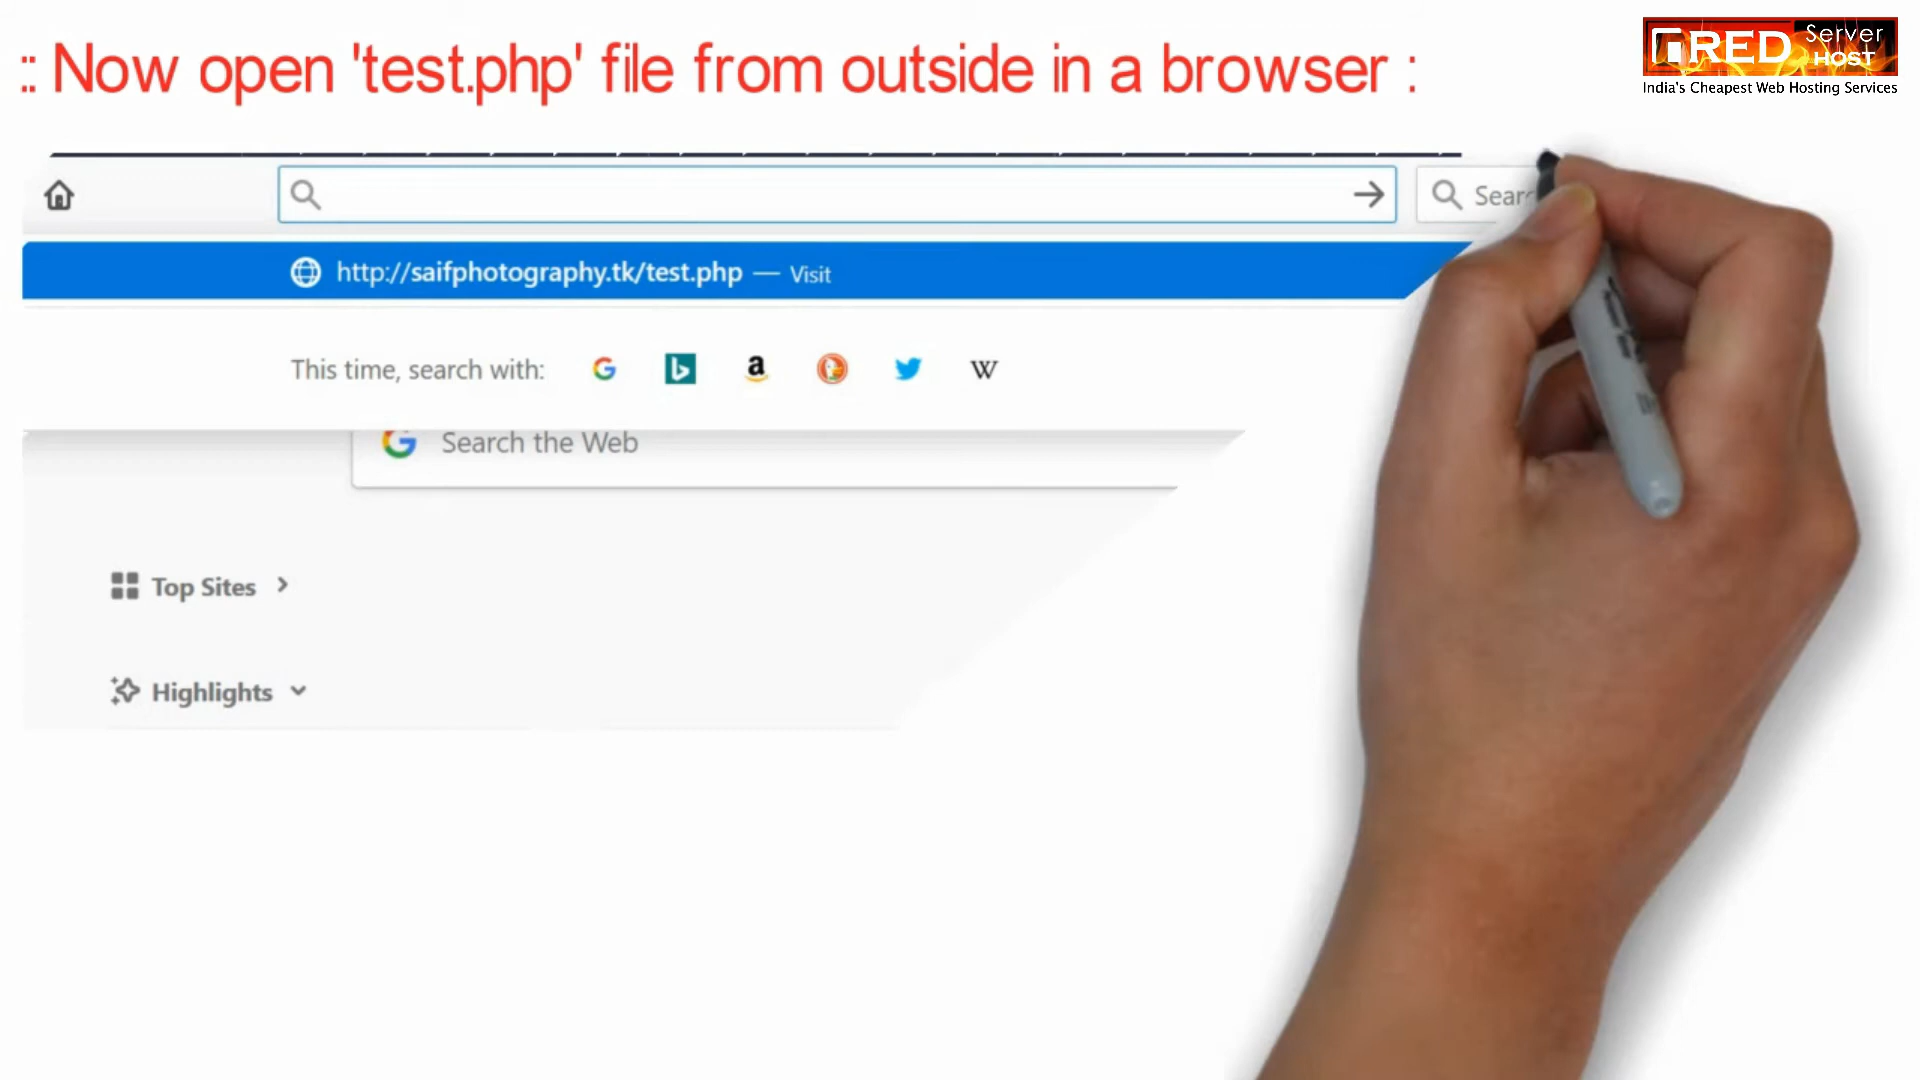 :: Now open 'test.php' file from outside in a browser :
RED Server HOST
India's Cheapest Web Hosting Services
Sear
http://saifphotography.tk/test.php — Visit
This time, search with:
Search the Web
Top Sites
Highlights